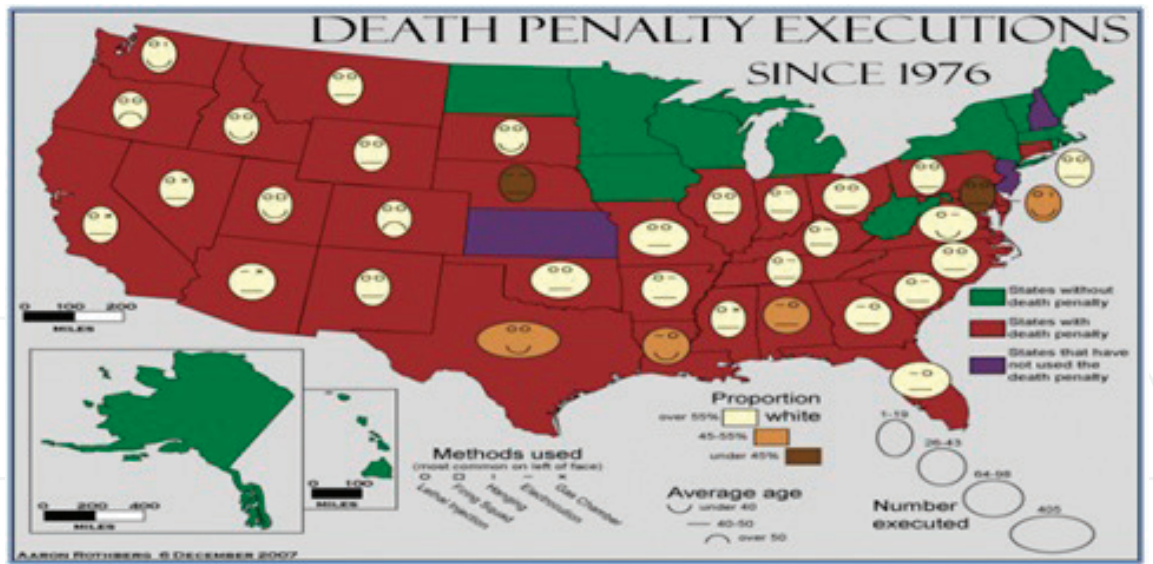 DEATH PENALTY EXECUTIONS
SINCE 1976
0 100 200
MILES
States without
death penalty
States with
death penalty
States that have
not used the
death penalty
Proportion
white
over 55%
45-55%
under 45%
Methods used
(most common on left of face)
Lethal Injection
Firing Squad
Hanging
Electrocution
Gas Chamber
Average age
under 40
40-50
over 50
Number
executed
1-19
26-43
64-98
405
0 200 400
MILES
0 100
MILES
AARON ROTHBERG 6 DECEMBER 2007